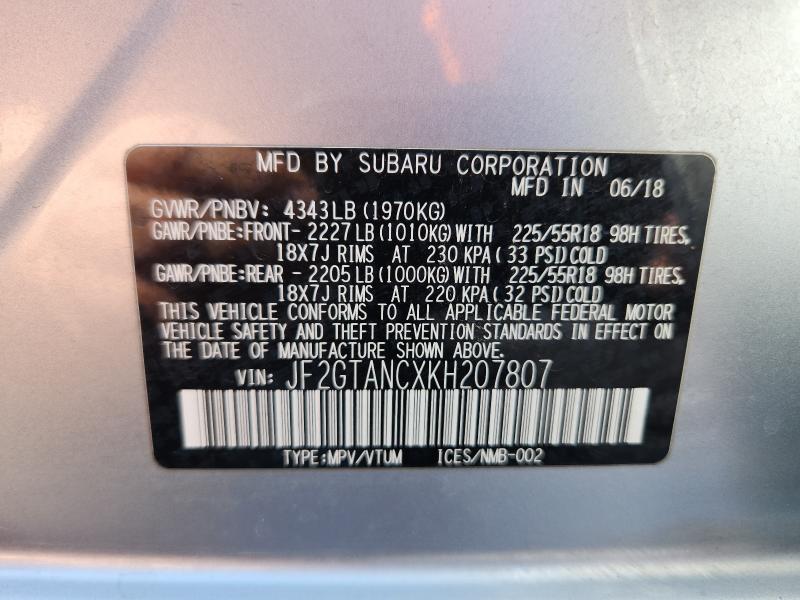 MFD BY SUBARU CORPORATION
MFD IN 06/18
GVWR/PNBV: 4343LB (1970KG)
GAWR/PNBE:FRONT- 2227LB (1010KG) WITH 225/55R18 98H TIRES,
18X7J RIMS AT 230 KPA ( 33 PSI) COLD
GAWR/PNBE:REAR - 2205LB (1000KG) WITH 225/55R18 98H TIRES,
18X7J RIMS AT 220 KPA ( 32 PSI) COLD
THIS VEHICLE CONFORMS TO ALL APPLICABLE FEDERAL MOTOR
VEHICLE SAFETY AND THEFT PREVENTION STANDARDS IN EFFECT ON
THE DATE OF MANUFACTURE SHOWN ABOVE.
VIN: JF2GTANCXKH207807
TYPE:MPV/VTUM ICES/NMB-002